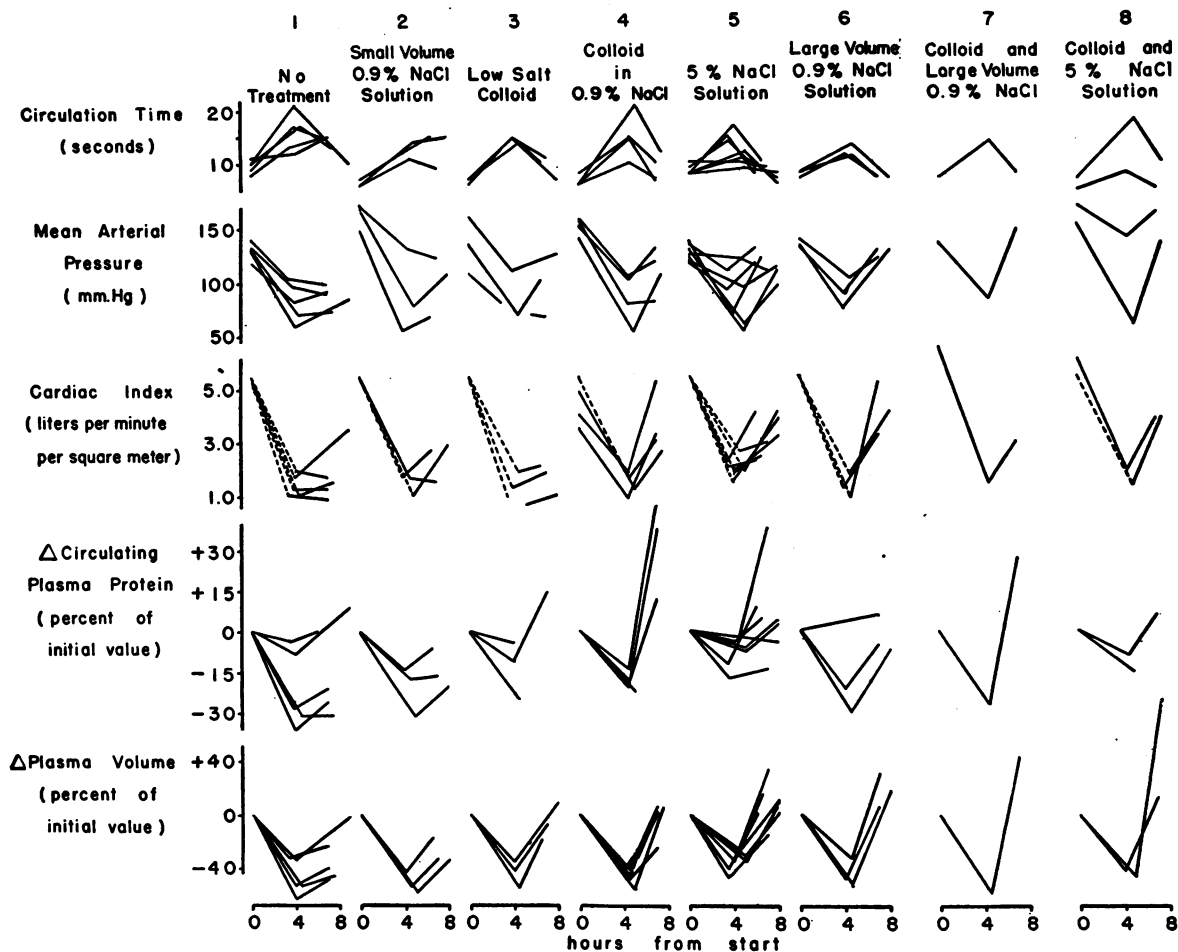 1 2 3 4 5 6 7 8
No
Treatment
Small Volume
0.9% NaCl
Solution
Low Salt
Colloid
Colloid
in
0.9% NaCl
5 % NaCl
Solution
Large Volume
0.9% NaCl
Solution
Colloid and
Large Volume
0.9% NaCl
Colloid and
5 % NaCl
Solution
Circulation Time
( seconds )
20
10
Mean Arterial
Pressure
( mm.Hg )
150
100
50
Cardiac Index
( liters per minute
per square meter )
5.0
3.0
1.0
△ Circulating
Plasma Protein
( percent of
initial value )
+30
+15
0
-15
-30
△ Plasma Volume
( percent of
initial value )
+40
0
-40
0 4 8 0 4 8 0 4 8 0 4 8 0 4 8 0 4 8 0 4 8 0 4 8
hours from start